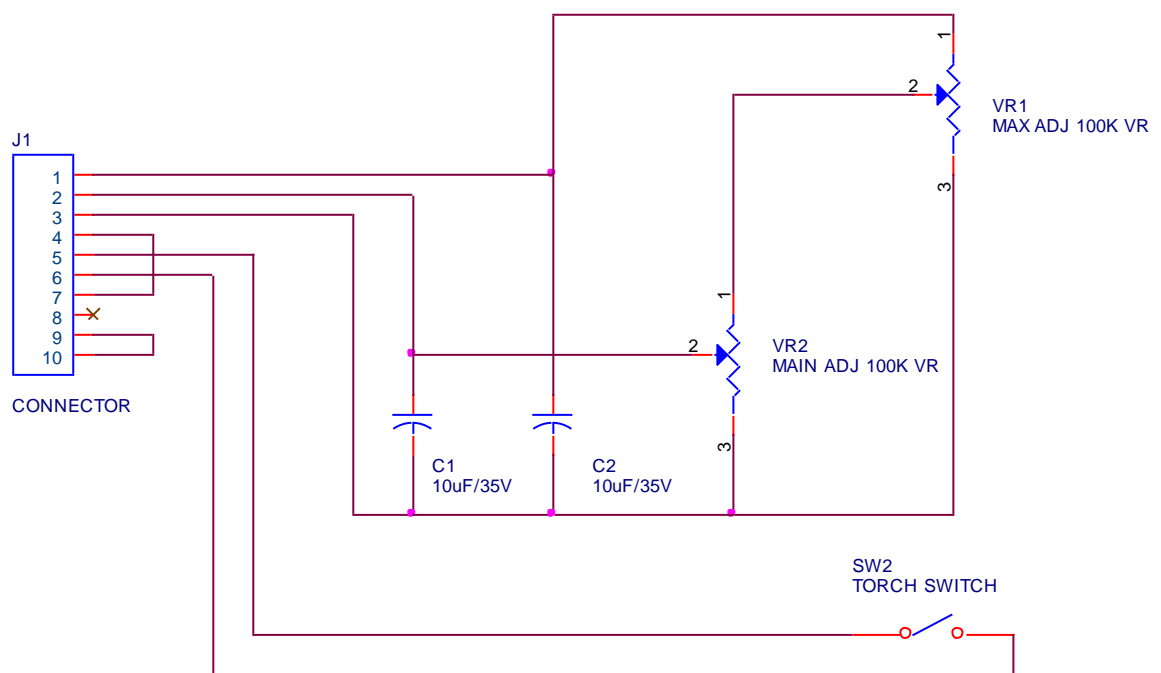 1
2
VR1
MAX ADJ 100K VR
J1
1
2
3
4
5
6
7
8
9
10
3
1
2
VR2
MAIN ADJ 100K VR
CONNECTOR
3
C1
10uF/35V
C2
10uF/35V
SW2
TORCH SWITCH